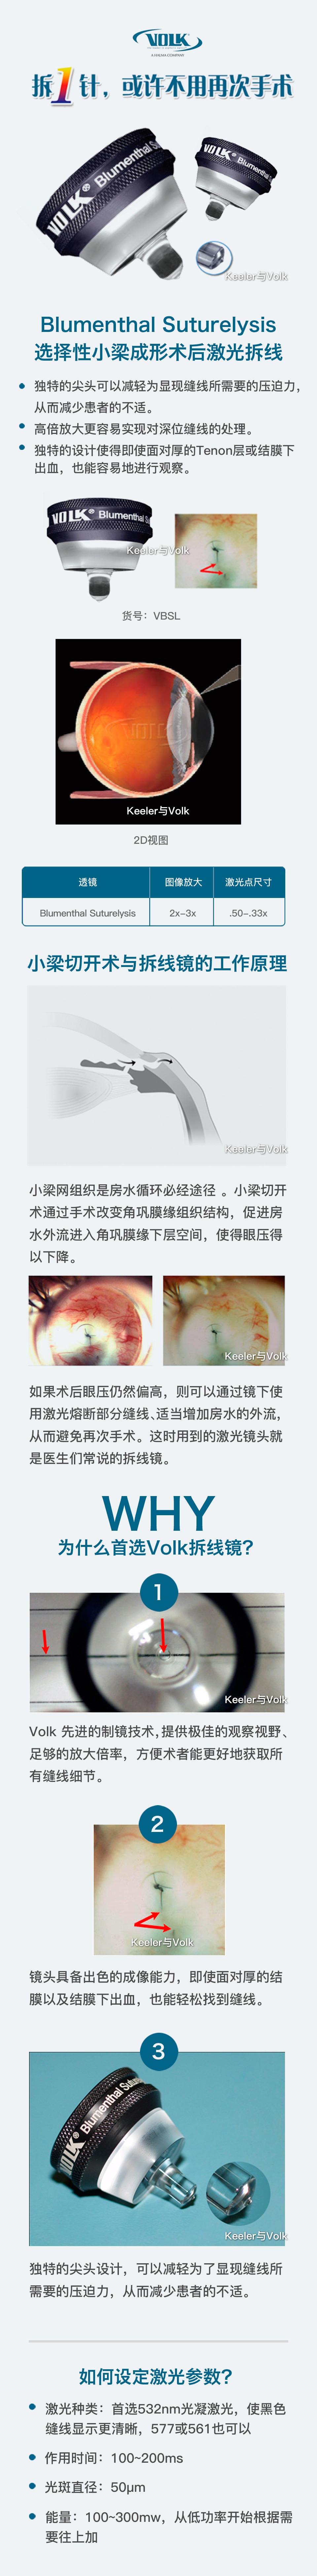 VOLK
A HALMA COMPANY
拆1针，或许不用再次手术
VOLK® Blumenthal Su
VOLK® Blumenthal
Keeler与Volk
Blumenthal Suturelysis
选择性小梁成形术后激光拆线
独特的尖头可以减轻为显现缝线所需要的压迫力，
从而减少患者的不适。
高倍放大更容易实现对深位缝线的处理。
独特的设计使得即使面对厚的Tenon层或结膜下
出血，也能容易地进行观察。
VOLK® Blumenthal Su
Keeler与Volk
货号：VBSL
VOLK
Keeler与Volk
2D视图
透镜 图像放大 激光点尺寸
Blumenthal Suturelysis 2x-3x .50-.33x
小梁切开术与拆线镜的工作原理
Keeler与Volk
小梁网组织是房水循环必经途径 。小梁切开
术通过手术改变角巩膜缘组织结构，促进房
水外流进入角巩膜缘下层空间，使得眼压得
以下降。
Keeler与Volk
如果术后眼压仍然偏高，则可以通过镜下使
用激光熔断部分缝线、适当增加房水的外流，
从而避免再次手术。这时用到的激光镜头就
是医生们常说的拆线镜。
WHY
为什么首选Volk拆线镜？
1
Keeler与Volk
Volk 先进的制镜技术，提供极佳的观察视野、
足够的放大倍率，方便术者能更好地获取所
有缝线细节。
2
Keeler与Volk
镜头具备出色的成像能力，即使面对厚的结
膜以及结膜下出血，也能轻松找到缝线。
3
VOLK® Blumenthal Sutu
Keeler与Volk
独特的尖头设计，可以减轻为了显现缝线所
需要的压迫力，从而减少患者的不适。
如何设定激光参数？
激光种类：首选532nm光凝激光，使黑色
缝线显示更清晰，577或561也可以
作用时间：100~200ms
光斑直径：50μm
能量：100~300mw，从低功率开始根据需
要往上加